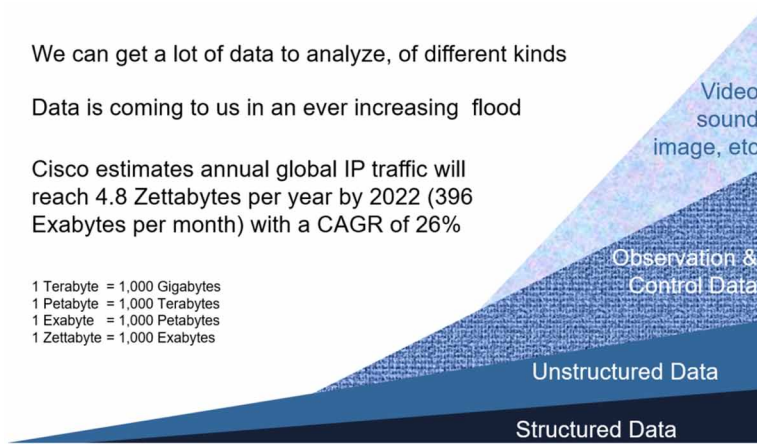 We can get a lot of data to analyze, of different kinds
Data is coming to us in an ever increasing flood
Cisco estimates annual global IP traffic will
reach 4.8 Zettabytes per year by 2022 (396
Exabytes per month) with a CAGR of 26%
1 Terabyte = 1,000 Gigabytes
1 Petabyte = 1,000 Terabytes
1 Exabyte = 1,000 Petabytes
1 Zettabyte = 1,000 Exabytes
Video
sound
image, etc
Observation &
Control Data
Unstructured Data
Structured Data